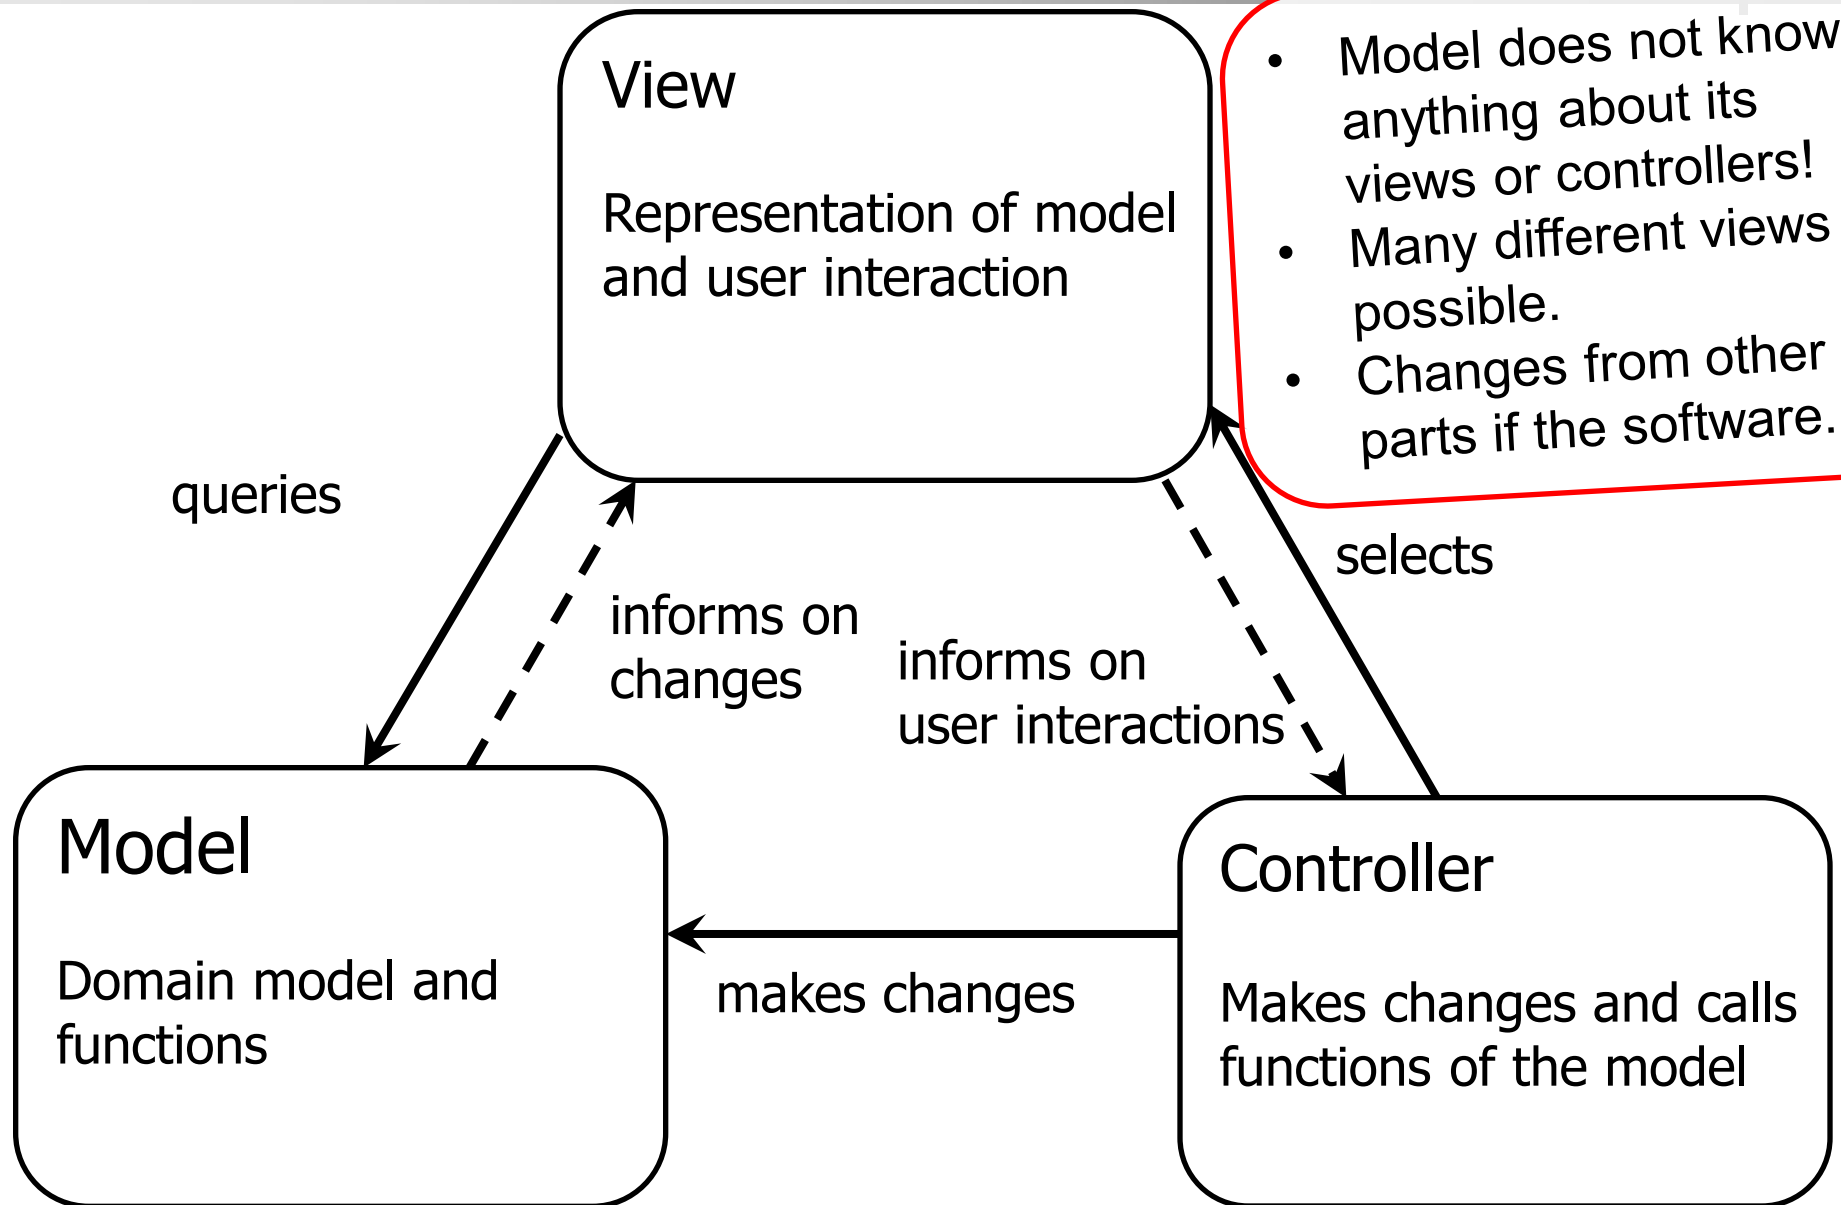 View
Representation of model
and user interaction
• Model does not know
anything about its
views or controllers!
• Many different views
possible.
• Changes from other
parts if the software.
queries
selects
informs on
changes
informs on
user interactions
Model
Domain model and
functions
makes changes
Controller
Makes changes and calls
functions of the model